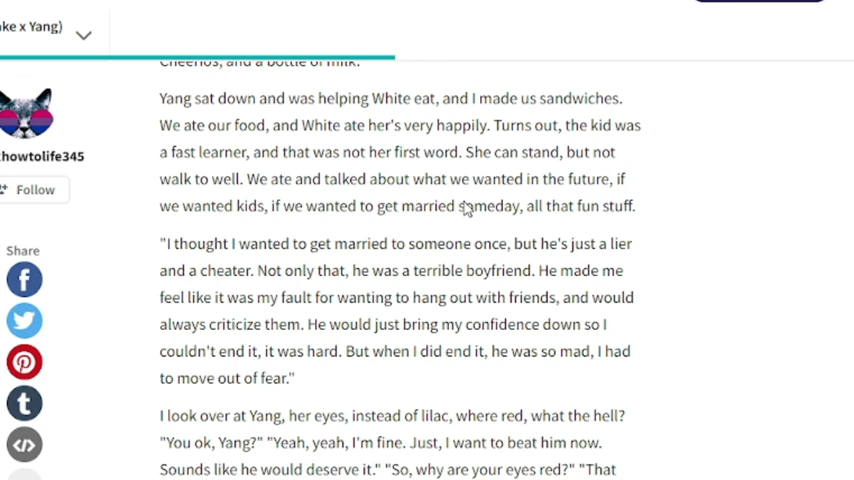 ke x Yang)
Cheerios, and a bottle of milk.
Yang sat down and was helping White eat, and I made us sandwiches.
We ate our food, and White ate her's very happily. Turns out, the kid was
a fast learner, and that was not her first word. She can stand, but not
walk to well. We ate and talked about what we wanted in the future, if
we wanted kids, if we wanted to get married someday, all that fun stuff.
howtolife345
Follow
"I thought I wanted to get married to someone once, but he's just a lier
and a cheater. Not only that, he was a terrible boyfriend. He made me
feel like it was my fault for wanting to hang out with friends, and would
always criticize them. He would just bring my confidence down so I
couldn't end it, it was hard. But when I did end it, he was so mad, I had
to move out of fear."
Share
I look over at Yang, her eyes, instead of lilac, where red, what the hell?
"You ok, Yang?" "Yeah, yeah, I'm fine. Just, I want to beat him now.
Sounds like he would deserve it." "So, why are your eyes red?" "That